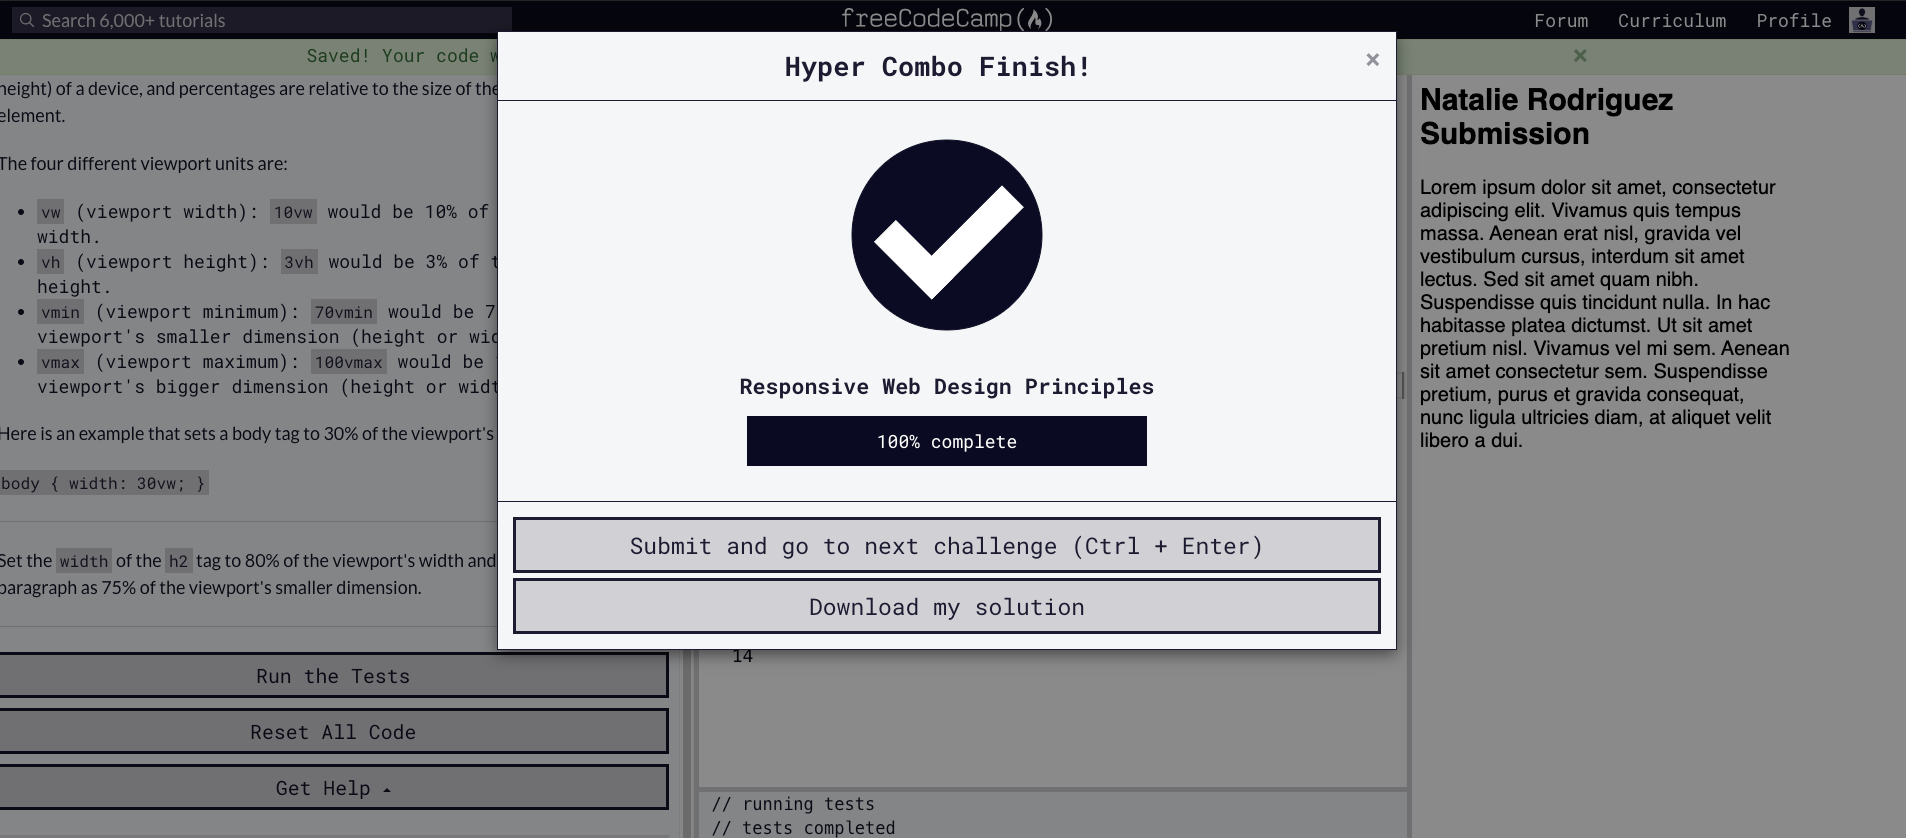 Search 6,000+ tutorials
freeCodeCamp
Forum
Curriculum
Profile
Saved! Your code
×
height) of a device, and percentages are relative to the size of the
element.
The four different viewport units are:
vw (viewport width): 10vw would be 10% of
width.
vh (viewport height): 3vh would be 3% of
height.
vmin (viewport minimum): 70vmin would be 7
viewport's smaller dimension (height or
vmax (viewport maximum): 100vmax would be
viewport's bigger dimension (height or
Here is an example that sets a body tag to 30% of the viewport's
body { width: 30vw; }
Set the width of the h2 tag to 80% of the viewport's width and
paragraph as 75% of the viewport's smaller dimension.
Run the Tests
Reset All Code
Get Help
Hyper Combo Finish!
×
Responsive Web Design Principles
100% complete
Submit and go to next challenge (Ctrl + Enter)
Download my solution
14
// running tests
// tests completed
Natalie Rodriguez
Submission
Lorem ipsum dolor sit amet, consectetur
adipiscing elit. Vivamus quis tempus
massa. Aenean erat nisl, gravida vel
vestibulum cursus, interdum sit amet
lectus. Sed sit amet quam nibh.
Suspendisse quis tincidunt nulla. In hac
habitasse platea dictumst. Ut sit amet
pretium nisl. Vivamus vel mi sem. Aenean
sit amet consectetur sem. Suspendisse
pretium, purus et gravida consequat,
nunc ligula ultricies diam, at aliquet velit
libero a dui.